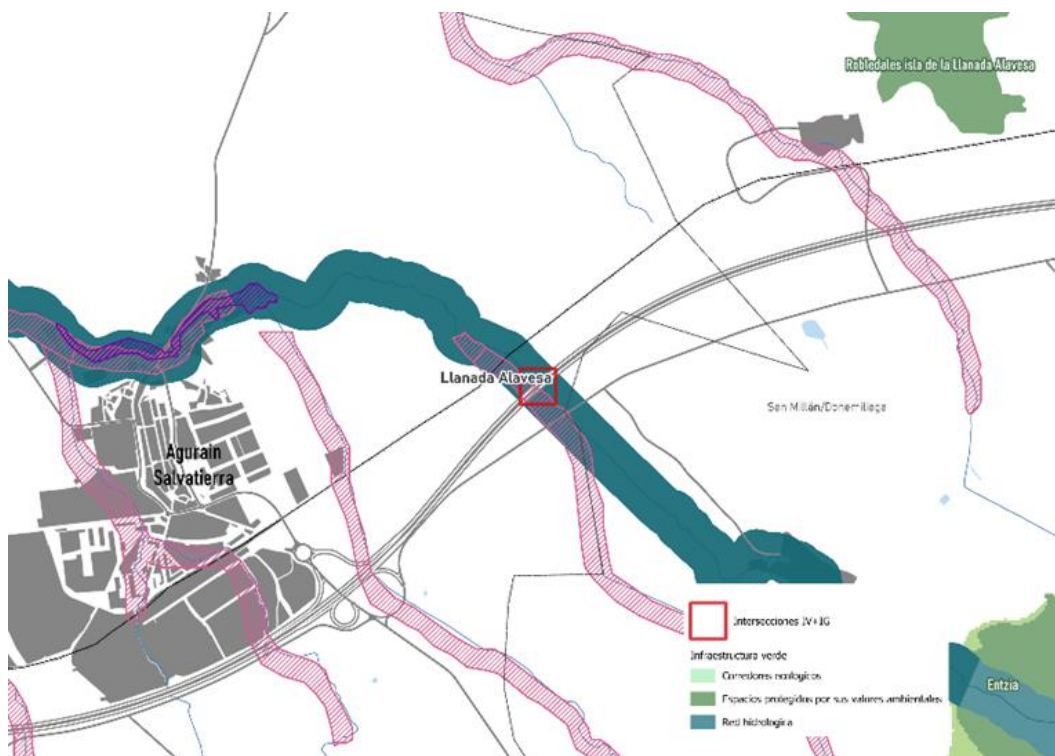 Robledales isla de la Llanada Alavesa
Llanada Alavesa
San Millán/Donemiliaga
Agurain
Salvatierra
Intersecciones IV+IG
Infraestructura verde
Corredores ecologicos
Espacios protegidos por sus valores ambientales
Red hidrologica
Entzia